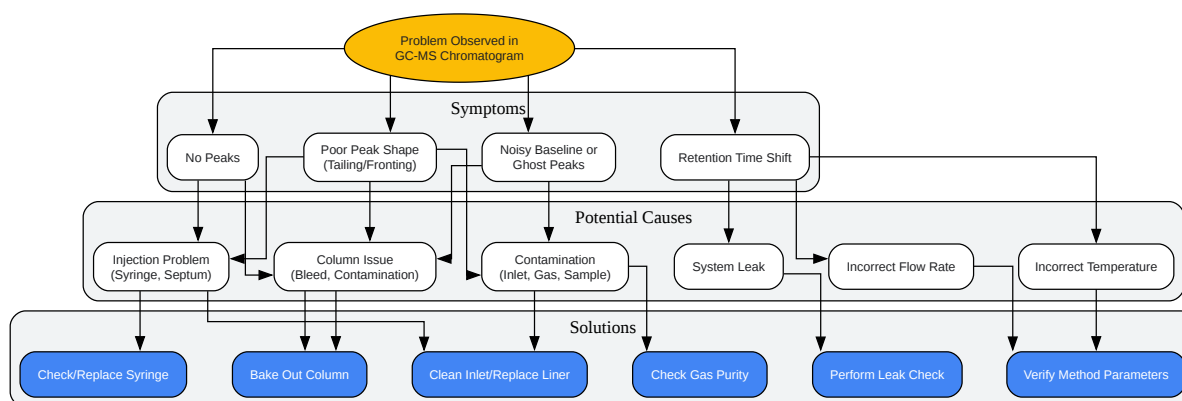 Problem Observed in
GC-MS Chromatogram
Symptoms
No Peaks
Poor Peak Shape
(Tailing/Fronting)
Noisy Baseline or
Ghost Peaks
Retention Time Shift
Potential Causes
Injection Problem
(Syringe, Septum)
Column Issue
(Bleed, Contamination)
Contamination
(Inlet, Gas, Sample)
System Leak
Incorrect Flow Rate
Incorrect Temperature
Solutions
Check/Replace Syringe
Bake Out Column
Clean Inlet/Replace Liner
Check Gas Purity
Perform Leak Check
Verify Method Parameters